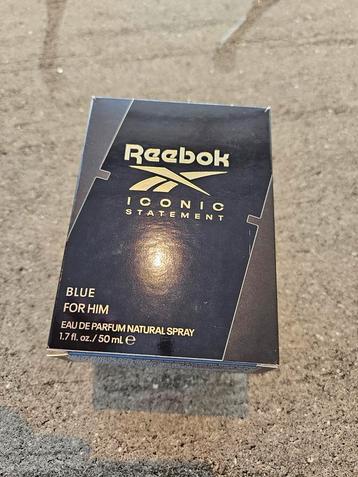 Reebok
ICONIC
STATEMENT
BLUE
FOR HIM
EAU DE PARFUM NATURAL SPRAY
1.7 fl. oz./ 50 mL ℮